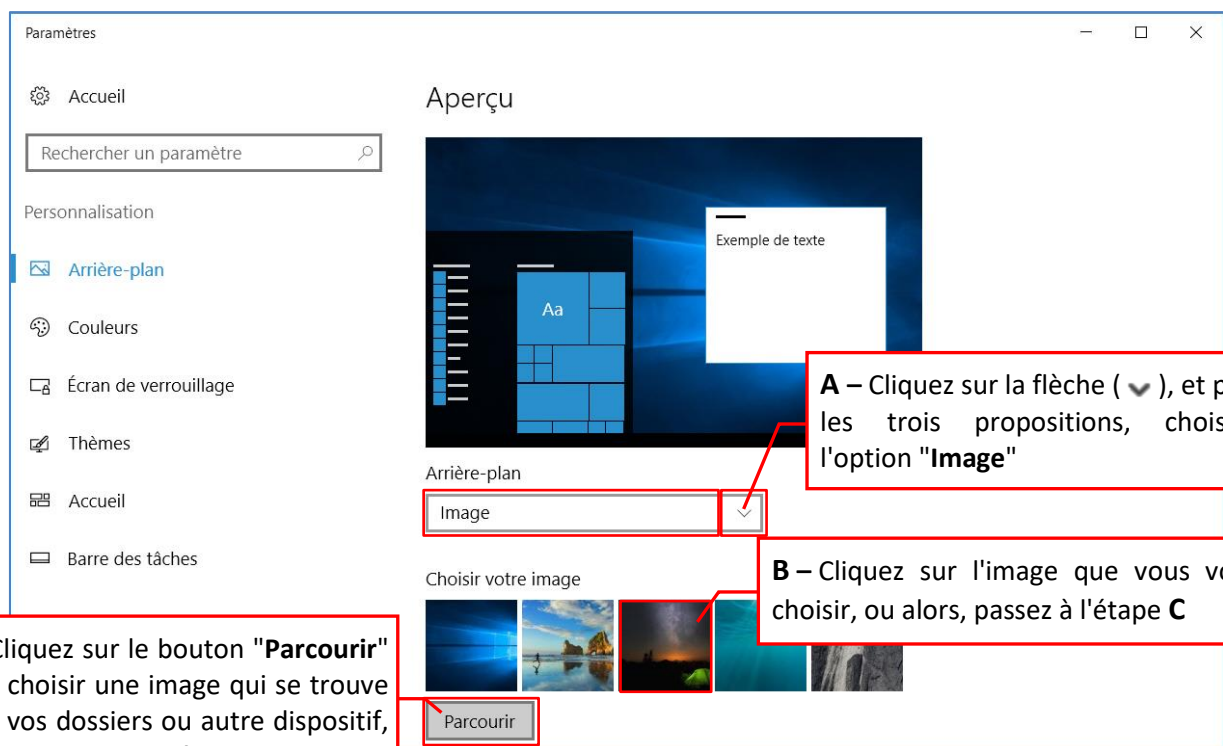 Paramètres
Accueil
Rechercher un paramètre
Personnalisation
Arrière-plan
Couleurs
Écran de verrouillage
Thèmes
Accueil
Barre des tâches
Aperçu
Exemple de texte
Aa
A – Cliquez sur la flèche ( ), et
les trois propositions,
l'option "Image"
Arrière-plan
Image
B – Cliquez sur l'image que vous
choisir, ou alors, passez à l'étape C
Choisir votre image
Cliquez sur le bouton "Parcourir"
choisir une image qui se trouve
vos dossiers ou autre dispositif,
Parcourir